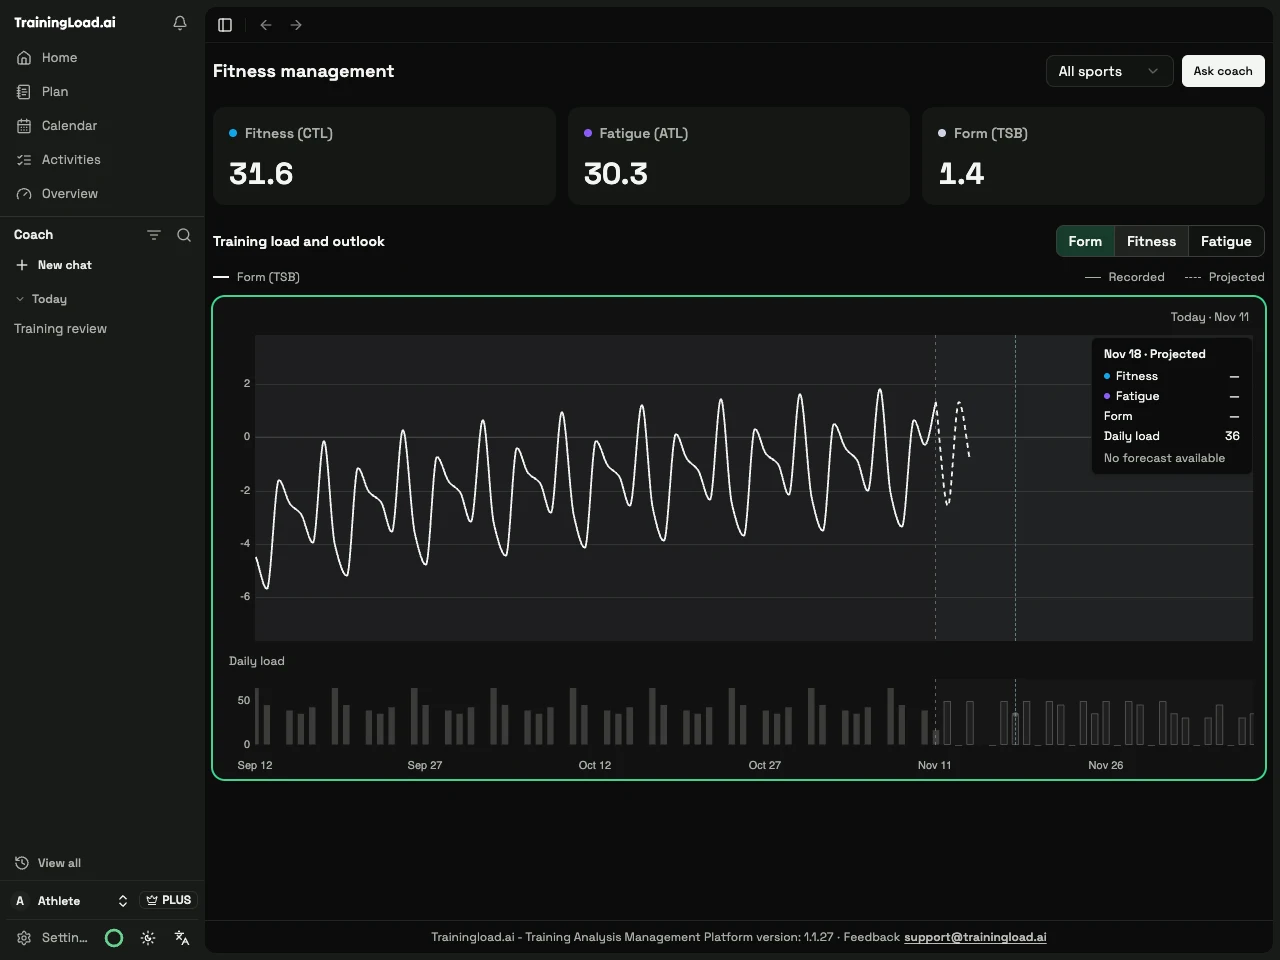 TrainingLoad.ai
Home
Plan
Calendar
Activities
Overview
Coach
New chat
Today
Training review
View all
A Athlete PLUS
Settin...
Fitness management
All sports
Ask coach
Fitness (CTL)
31.6
Fatigue (ATL)
30.3
Form (TSB)
1.4
Training load and outlook
Form Fitness Fatigue
Form (TSB)
Recorded Projected
Today · Nov 11
Nov 18 · Projected
Fitness —
Fatigue —
Form —
Daily load 36
No forecast available
2
0
-2
-4
-6
Daily load
50
0
Sep 12 Sep 27 Oct 12 Oct 27 Nov 11 Nov 26
Trainingload.ai - Training Analysis Management Platform version: 1.1.27 · Feedback support@trainingload.ai